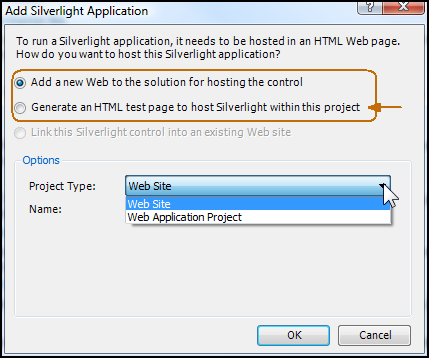 Add Silverlight Application
To run a Silverlight application, it needs to be hosted in an HTML Web page.
How do you want to host this Silverlight application?
Add a new Web to the solution for hosting the control
Generate an HTML test page to host Silverlight within this project
Link this Silverlight control into an existing Web site
Options
Project Type: Web Site
Web Site
Name: Web Application Project
OK Cancel